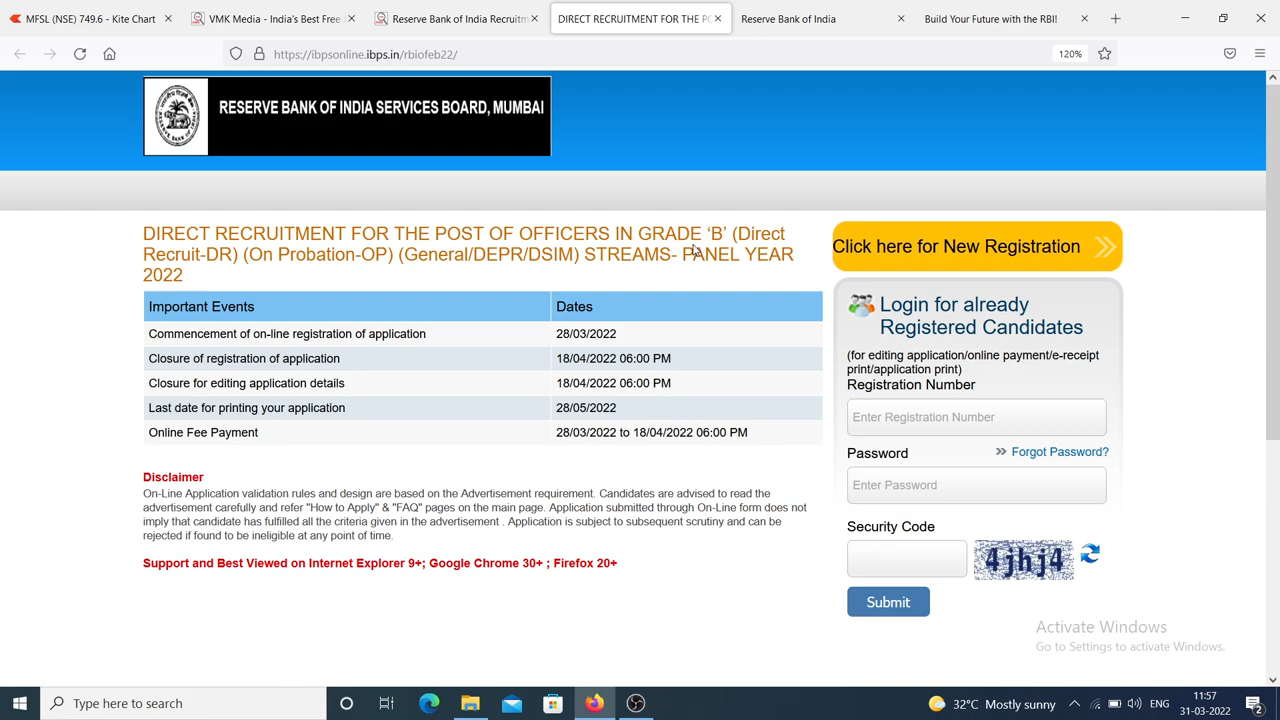 MFSL (NSE) 749.6 - Kite Chart
VMK Media - India's Best Free J
Reserve Bank of India Recruitm
DIRECT RECRUITMENT FOR THE PO
Reserve Bank of India
Build Your Future with the RBI!
https://ibpsonline.ibps.in/rbiofeb22/
120%
RESERVE BANK OF INDIA SERVICES BOARD, MUMBAI
DIRECT RECRUITMENT FOR THE POST OF OFFICERS IN GRADE ‘B’ (Direct
Recruit-DR) (On Probation-OP) (General/DEPR/DSIM) STREAMS- PANEL YEAR
2022
Important Events Dates
Commencement of on-line registration of application 28/03/2022
Closure of registration of application 18/04/2022 06:00 PM
Closure for editing application details 18/04/2022 06:00 PM
Last date for printing your application 28/05/2022
Online Fee Payment 28/03/2022 to 18/04/2022 06:00 PM
Disclaimer
On-Line Application validation rules and design are based on the Advertisement requirement. Candidates are advised to read the
advertisement carefully and refer "How to Apply" & "FAQ" pages on the main page. Application submitted through On-Line form does not
imply that candidate has fulfilled all the criteria given in the advertisement . Application is subject to subsequent scrutiny and can be
rejected if found to be ineligible at any point of time.
Support and Best Viewed on Internet Explorer 9+; Google Chrome 30+ ; Firefox 20+
Click here for New Registration
Login for already
Registered Candidates
(for editing application/online payment/e-receipt
print/application print)
Registration Number
Enter Registration Number
Password
Forgot Password?
Enter Password
Security Code
4jhj4
Submit
Activate Windows
Go to Settings to activate Windows.
Type here to search
32°C Mostly sunny
ENG
11:57
31-03-2022
2